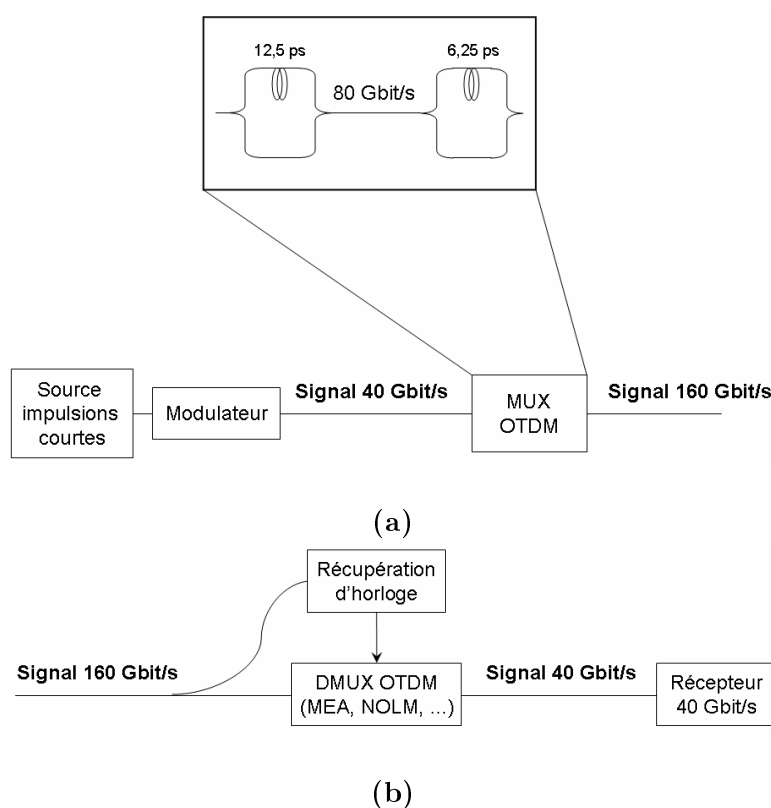 12,5 ps
6,25 ps
80 Gbit/s
Source
impulsions
courtes
Modulateur
Signal 40 Gbit/s
MUX
OTDM
Signal 160 Gbit/s
(a)
Récupération
d'horloge
Signal 160 Gbit/s
DMUX OTDM
(MEA, NOLM, ...)
Signal 40 Gbit/s
Récepteur
40 Gbit/s
(b)